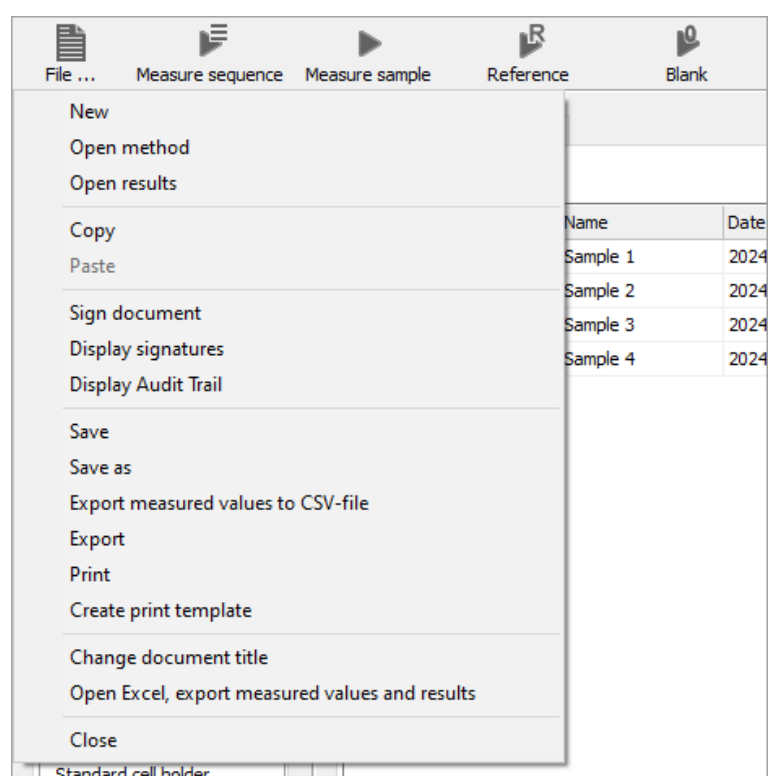 File ... Measure sequence Measure sample Reference Blank
New
Open method
Open results
Name Date
Copy
Sample 1 2024
Paste
Sample 2 2024
Sign document
Sample 3 2024
Display signatures
Sample 4 2024
Display Audit Trail
Save
Save as
Export measured values to CSV-file
Export
Print
Create print template
Change document title
Open Excel, export measured values and results
Close
Standard cell holder